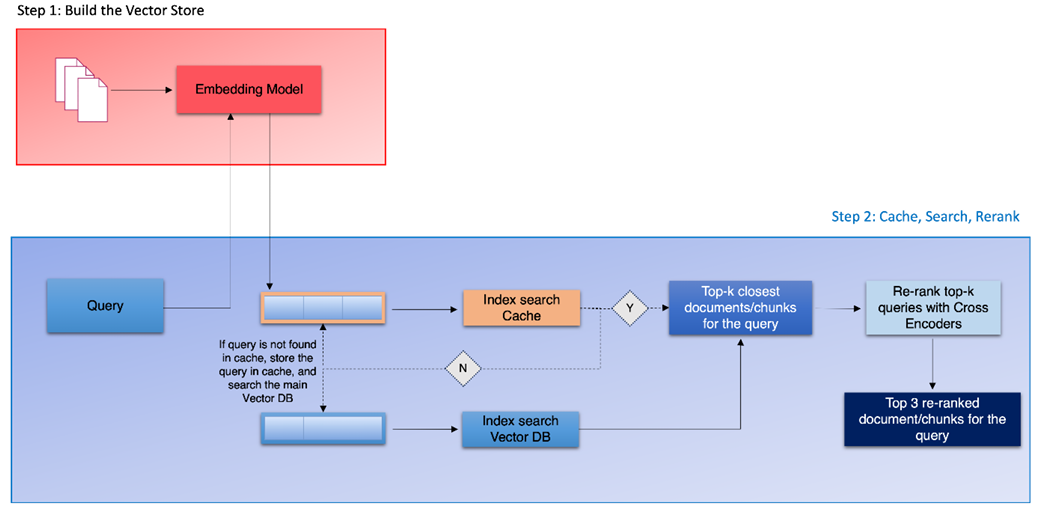 Step 1: Build the Vector Store
Embedding Model
Step 2: Cache, Search, Rerank
Query
Index search
Cache
Y
Top-k closest
documents/chunks
for the query
Re-rank top-k
queries with Cross
Encoders
If query is not found
in cache, store the
query in cache, and
search the main
Vector DB
N
Index search
Vector DB
Top 3 re-ranked
document/chunks for the
query